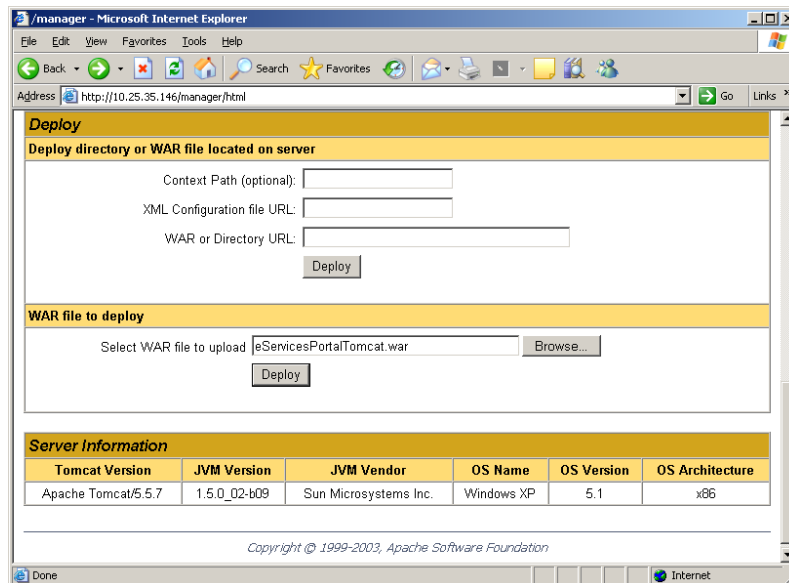 /manager - Microsoft Internet Explorer
File Edit View Favorites Tools Help
Back Search Favorites
Address http://10.25.35.146/manager/html Go Links »
Deploy
Deploy directory or WAR file located on server
Context Path (optional):
XML Configuration file URL:
WAR or Directory URL:
Deploy
WAR file to deploy
Select WAR file to upload eServicesPortalTomcat.war Browse...
Deploy
Server Information
Tomcat Version JVM Version JVM Vendor OS Name OS Version OS Architecture
Apache Tomcat/5.5.7 1.5.0_02-b09 Sun Microsystems Inc. Windows XP 5.1 x86
Copyright © 1999-2003, Apache Software Foundation
Done Internet